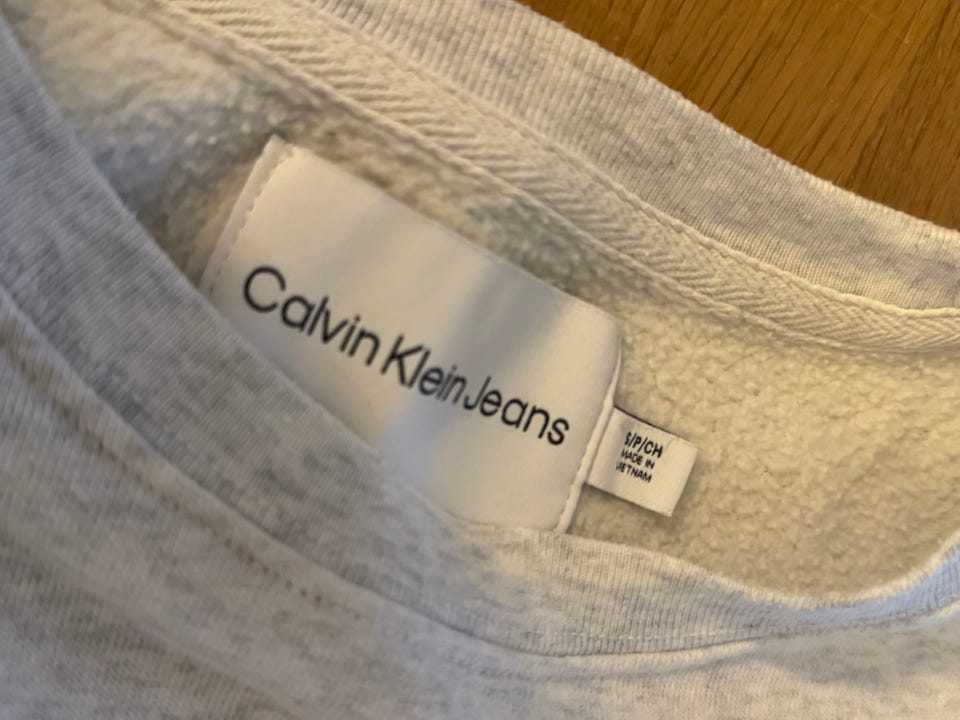 Calvin Klein Jeans
S/P/CH
MADE IN
VIETNAM